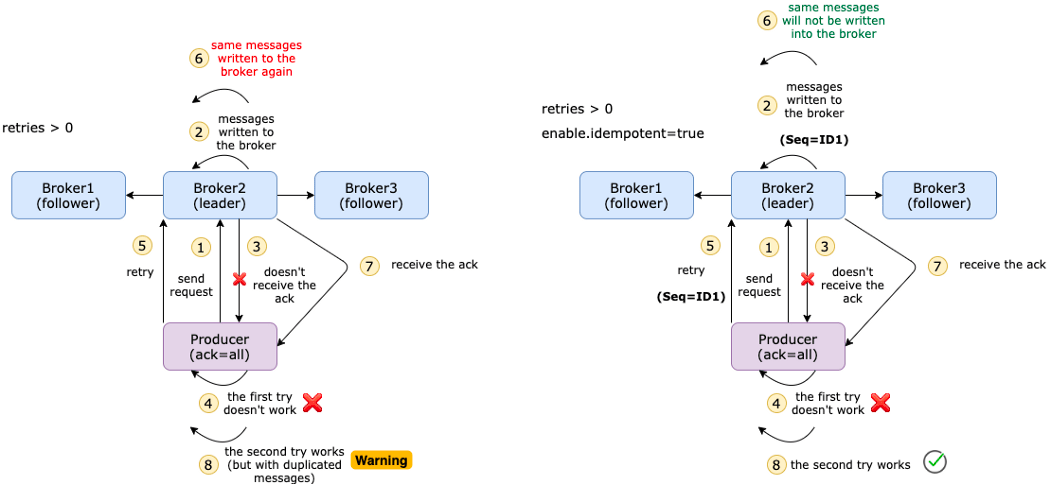 6
same messages
written to the
broker again
retries > 0
2
messages
written to
the broker
Broker1
(follower)
Broker2
(leader)
Broker3
(follower)
5
retry
1
send
request
3
doesn't
receive the
ack
7
receive the ack
Producer
(ack=all)
4
the first try
doesn't work
8
the second try works
(but with duplicated
messages)
Warning
6
same messages
will not be written
into the broker
retries > 0
enable.idempotent=true
2
messages
written to
the broker
(Seq=ID1)
Broker1
(follower)
Broker2
(leader)
Broker3
(follower)
5
retry
(Seq=ID1)
1
send
request
3
doesn't
receive the
ack
7
receive the ack
Producer
(ack=all)
4
the first try
doesn't work
8
the second try works